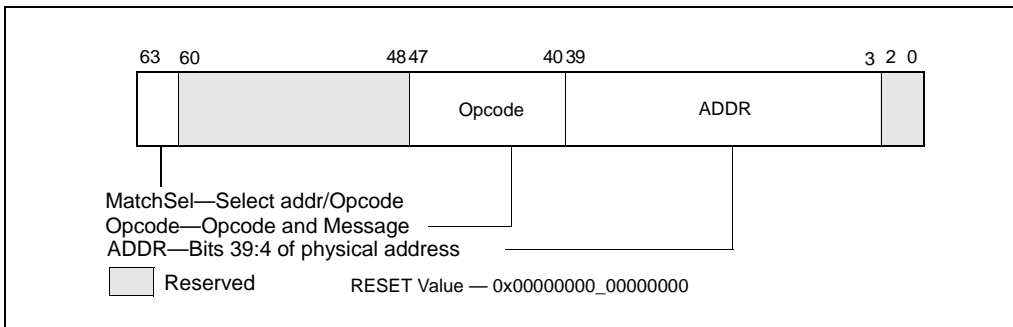 63 60 48 47 40 39 3 2 0
Opcode ADDR
MatchSel—Select addr/Opcode
Opcode—Opcode and Message
ADDR—Bits 39:4 of physical address
Reserved RESET Value — 0x00000000_00000000